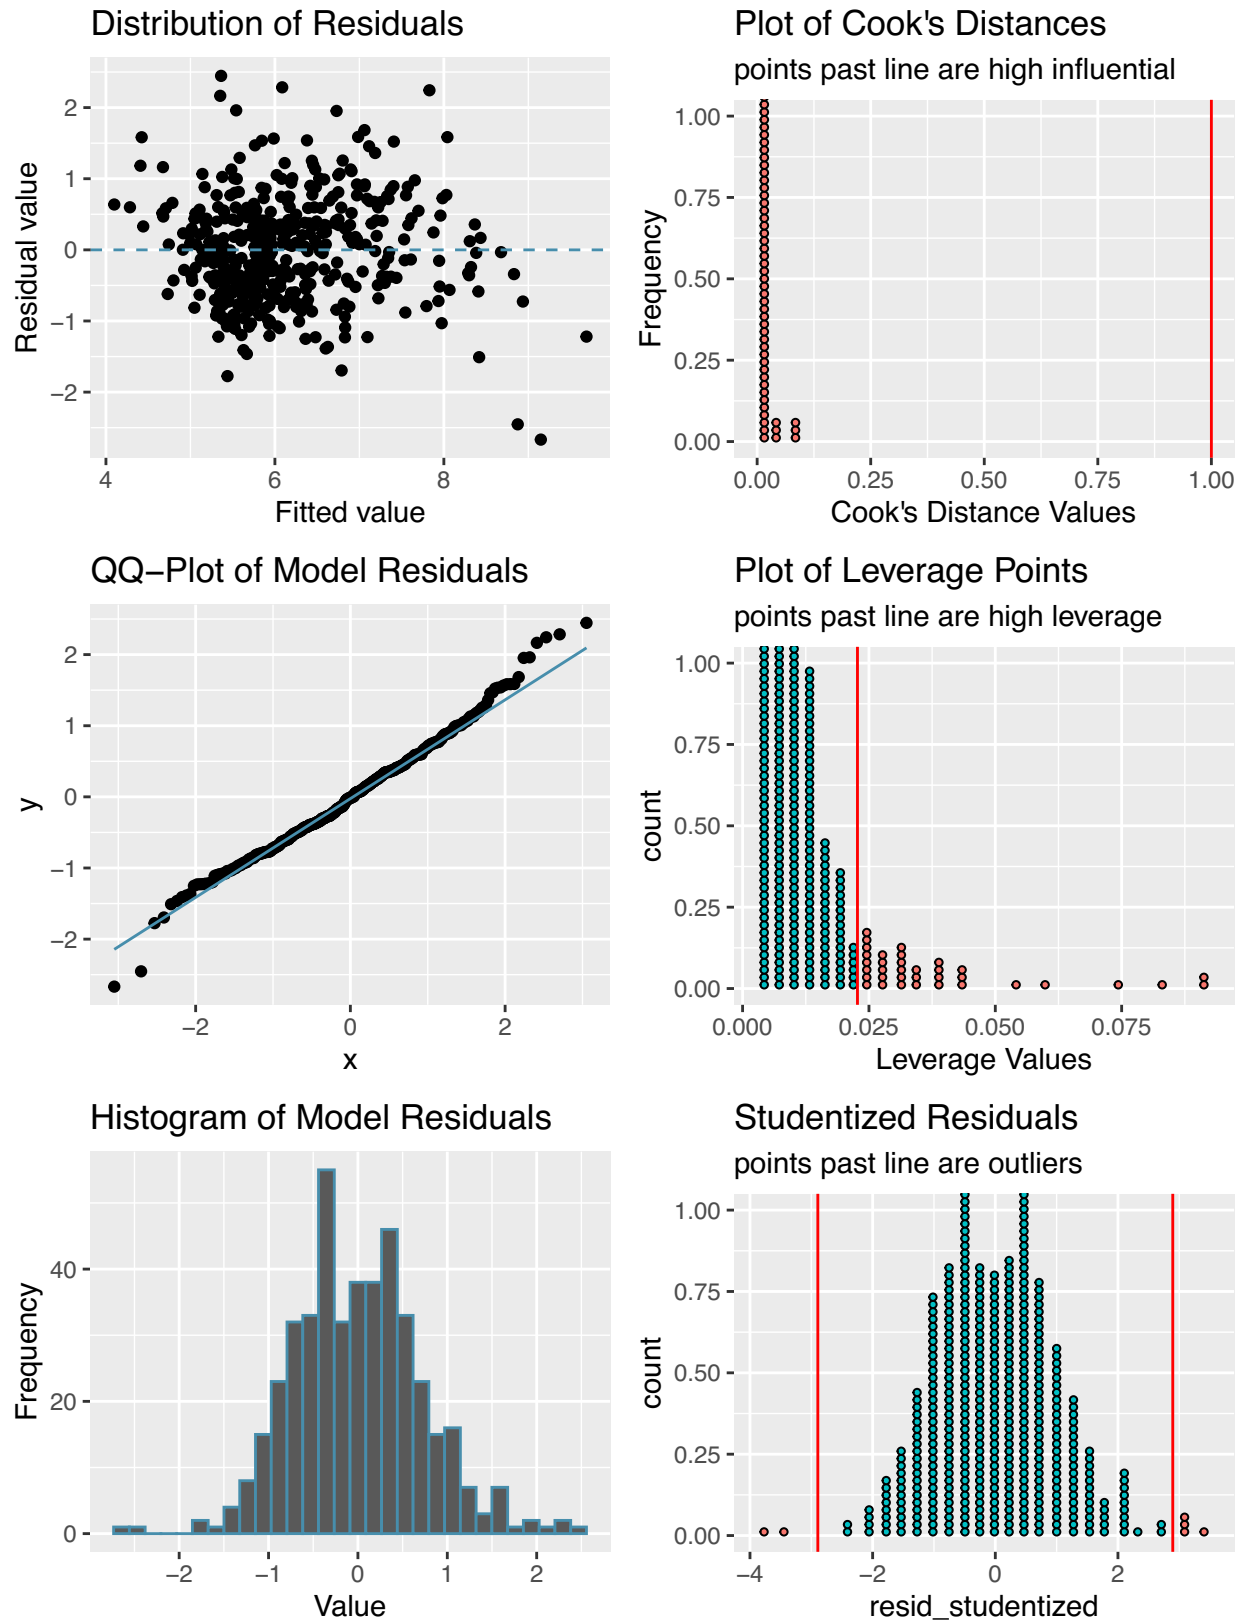 Distribution of Residuals
2
1
0
−1
−2
Residual value
4
6
8
Fitted value
Plot of Cook's Distances
points past line are high influential
1.00
0.75
0.50
0.25
0.00
Frequency
0.00
0.25
0.50
0.75
1.00
Cook's Distance Values
QQ−Plot of Model Residuals
2
1
0
−1
−2
y
−2
0
2
x
Plot of Leverage Points
points past line are high leverage
1.00
0.75
0.50
0.25
0.00
count
0.000
0.025
0.050
0.075
Leverage Values
Histogram of Model Residuals
40
20
0
Frequency
−2
−1
0
1
2
Value
Studentized Residuals
points past line are outliers
1.00
0.75
0.50
0.25
0.00
count
−4
−2
0
2
resid_studentized